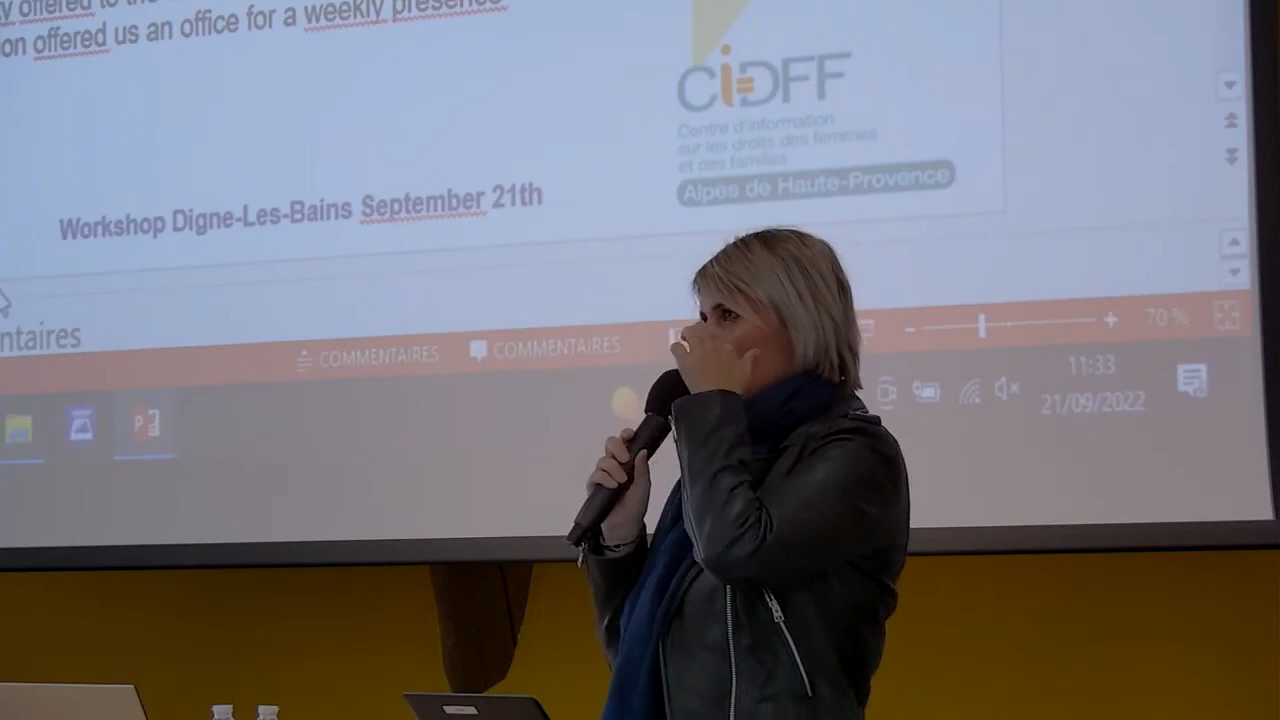 offered to the
on offered us an office for a weekly presence
CIDFF
Centre d'information
sur les droits des femmes
et des familles
Alpes de Haute-Provence
Workshop Digne-Les-Bains September 21th
ntaires
COMMENTAIRES
COMMENTAIRES
70 %
11:33
21/09/2022